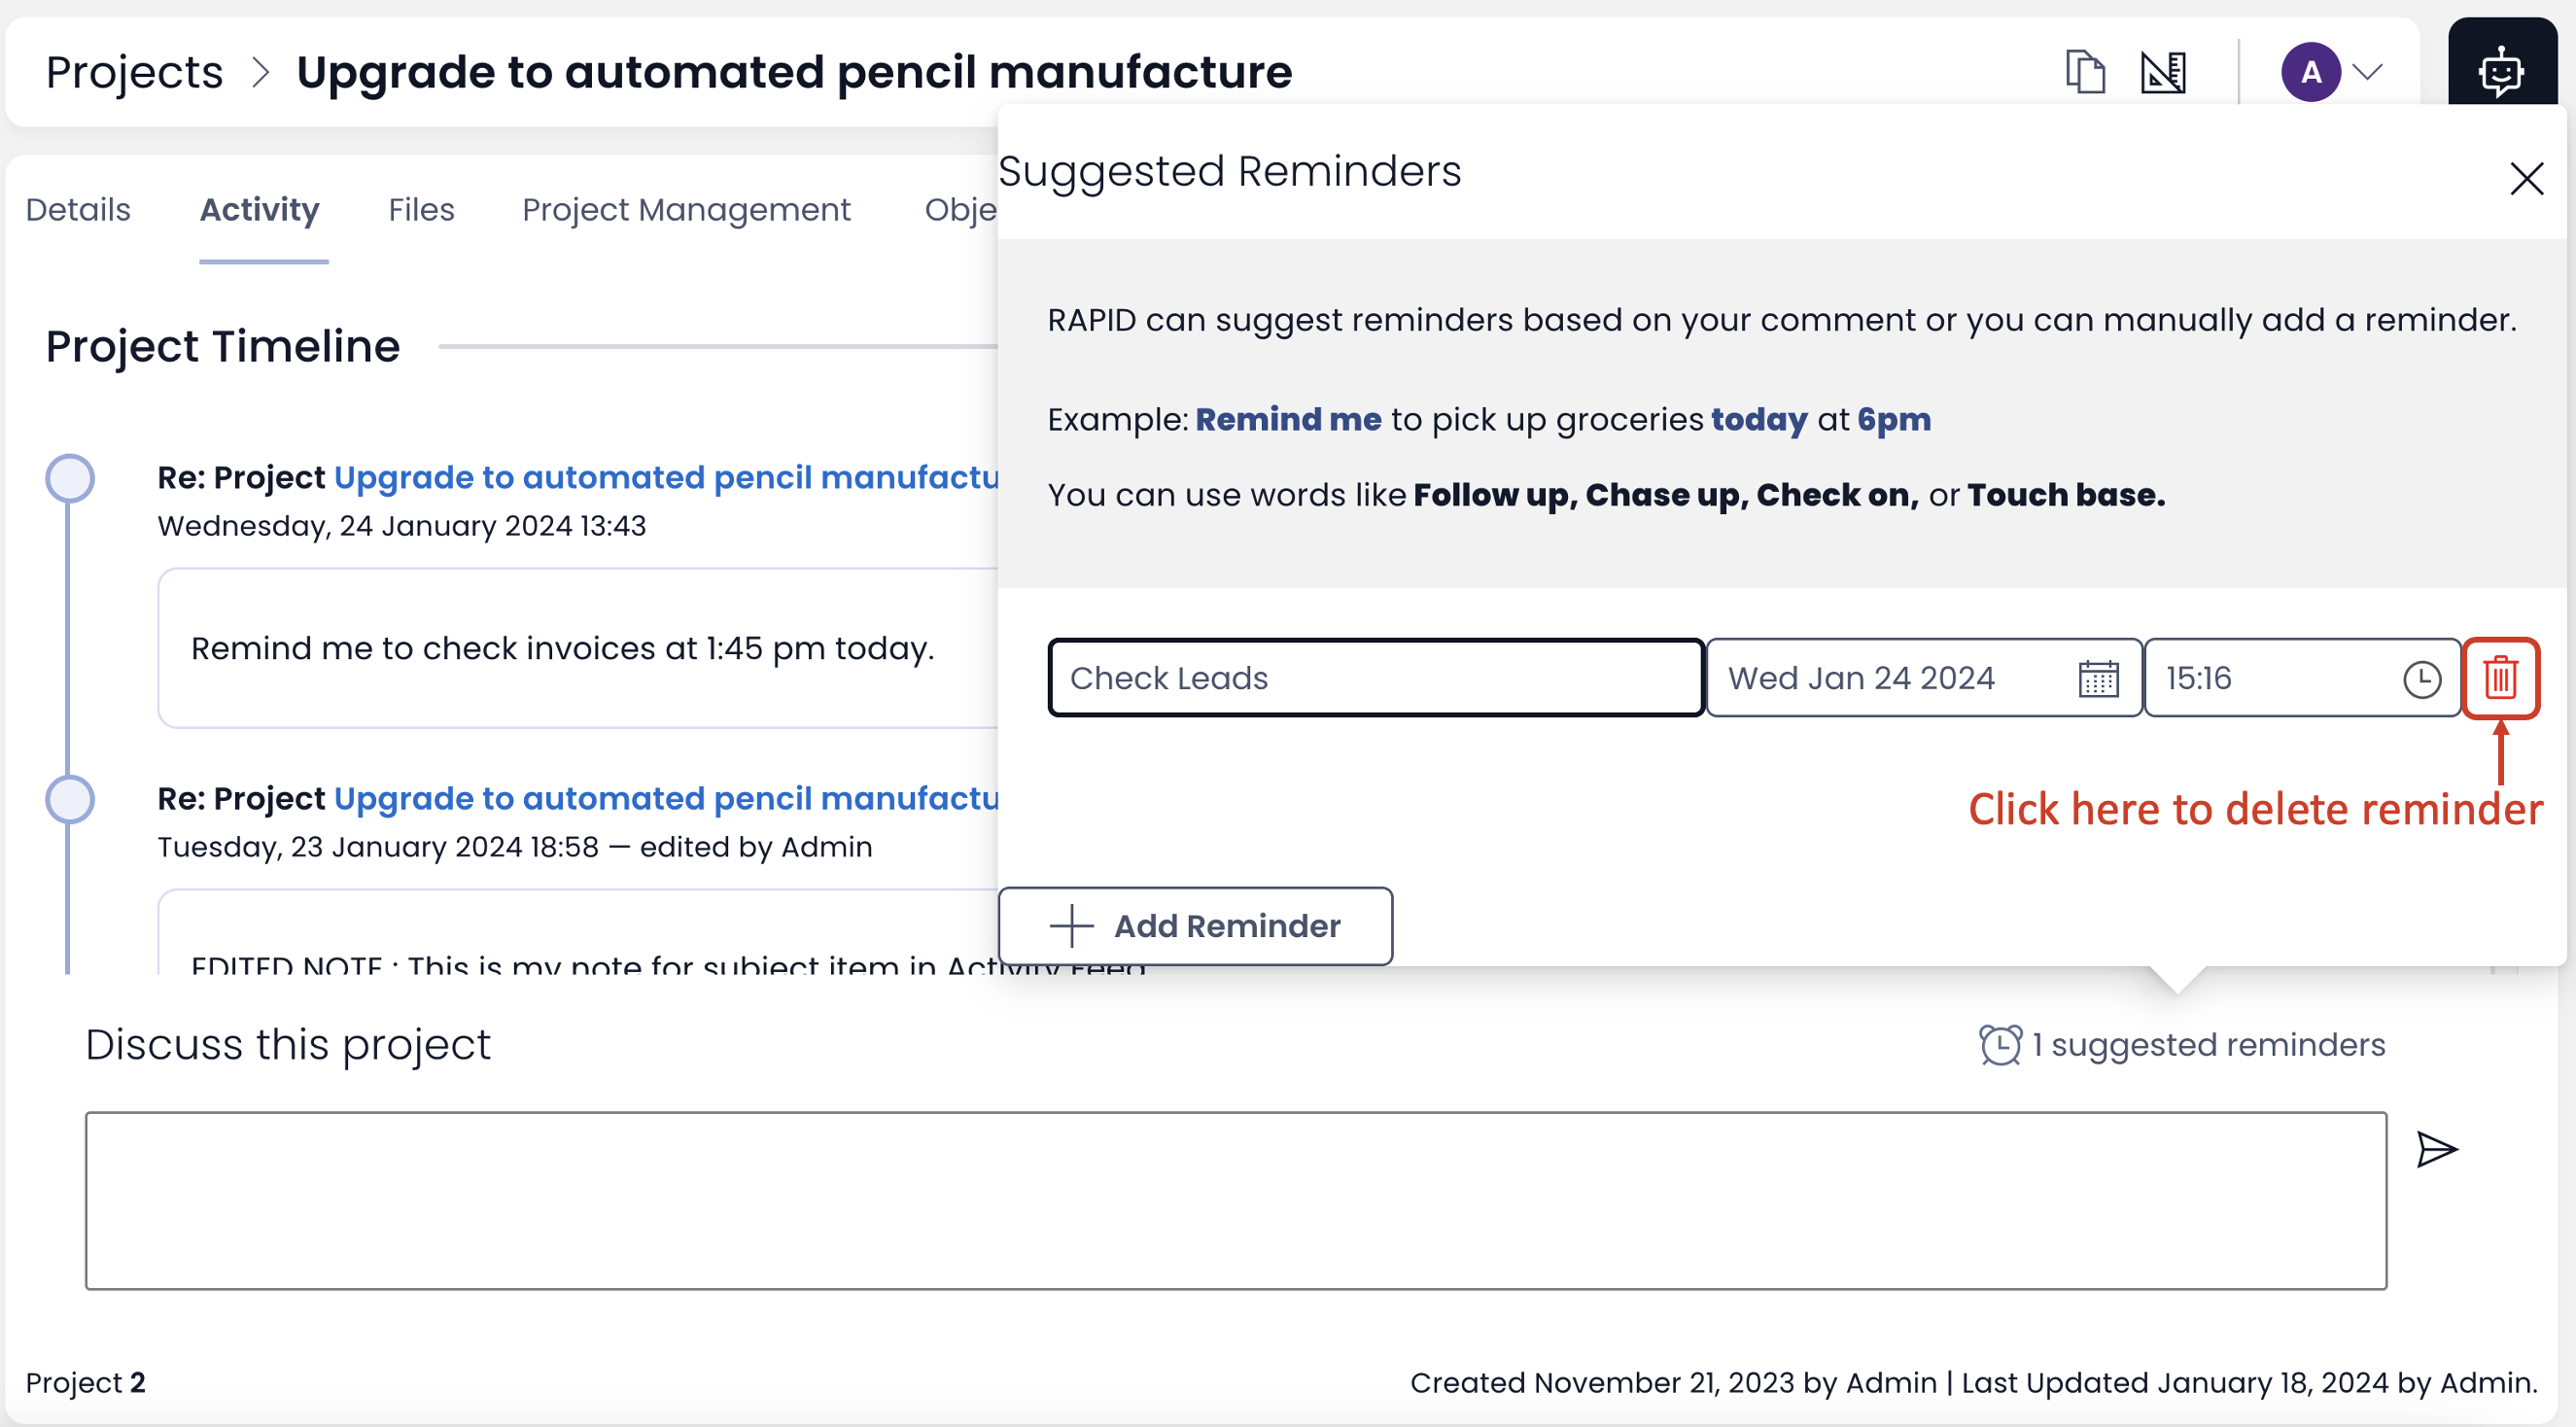 Projects > Upgrade to automated pencil manufacture
A
Suggested Reminders
Details Activity Files Project Management Obje
RAPID can suggest reminders based on your comment or you can manually add a reminder.
Project Timeline
Example: Remind me to pick up groceries today at 6pm
You can use words like Follow up, Chase up, Check on, or Touch base.
Re: Project Upgrade to automated pencil manufactu
Wednesday, 24 January 2024 13:43
Remind me to check invoices at 1:45 pm today.
Check Leads Wed Jan 24 2024 15:16
Click here to delete reminder
Re: Project Upgrade to automated pencil manufactu
Tuesday, 23 January 2024 18:58 — edited by Admin
Add Reminder
EDITED NOTE : This is my note for subject item in Activity Feed
Discuss this project
1 suggested reminders
Project 2
Created November 21, 2023 by Admin | Last Updated January 18, 2024 by Admin.